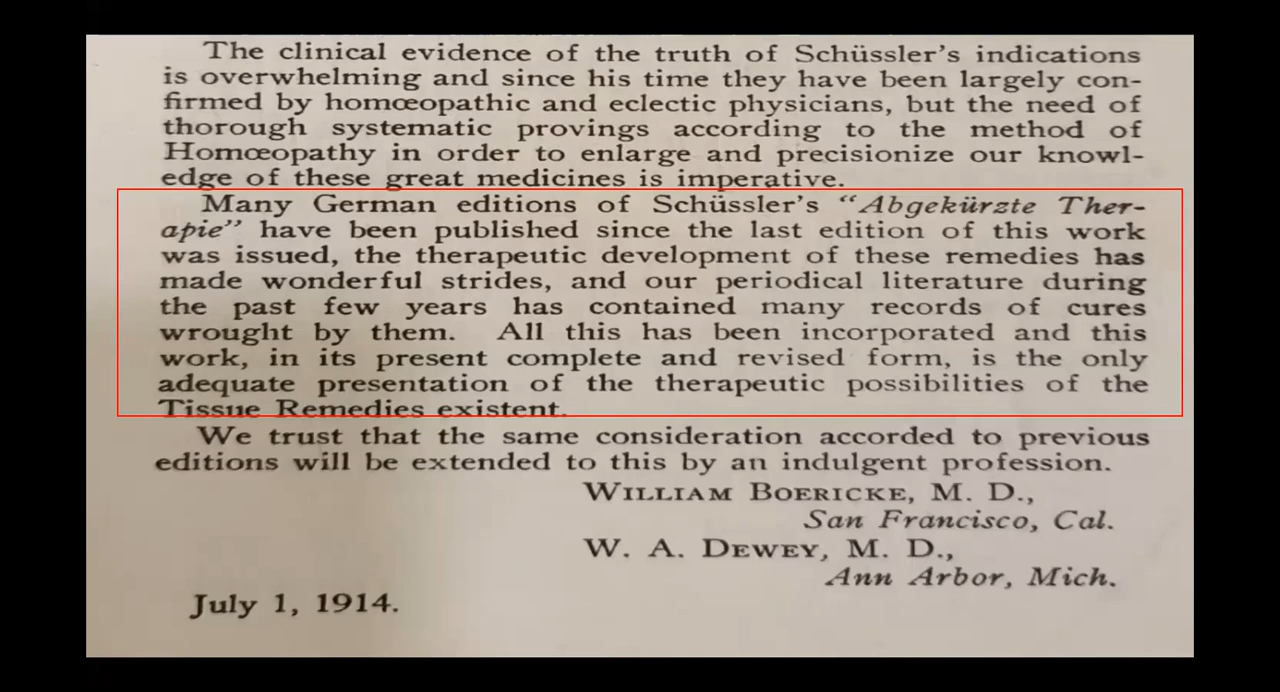 The clinical evidence of the truth of Schüssler's indications
is overwhelming and since his time they have been largely con-
firmed by homœopathic and eclectic physicians, but the need of
thorough systematic provings according to the method of
Homœopathy in order to enlarge and precisionize our knowl-
edge of these great medicines is imperative.
Many German editions of Schüssler's “Abgekürzte Ther-
apie” have been published since the last edition of this work
was issued, the therapeutic development of these remedies has
made wonderful strides, and our periodical literature during
the past few years has contained many records of cures
wrought by them. All this has been incorporated and this
work, in its present complete and revised form, is the only
adequate presentation of the therapeutic possibilities of the
Tissue Remedies existent.
We trust that the same consideration accorded to previous
editions will be extended to this by an indulgent profession.
WILLIAM BOERICKE, M. D.,
San Francisco, Cal.
W. A. DEWEY, M. D.,
Ann Arbor, Mich.
July 1, 1914.